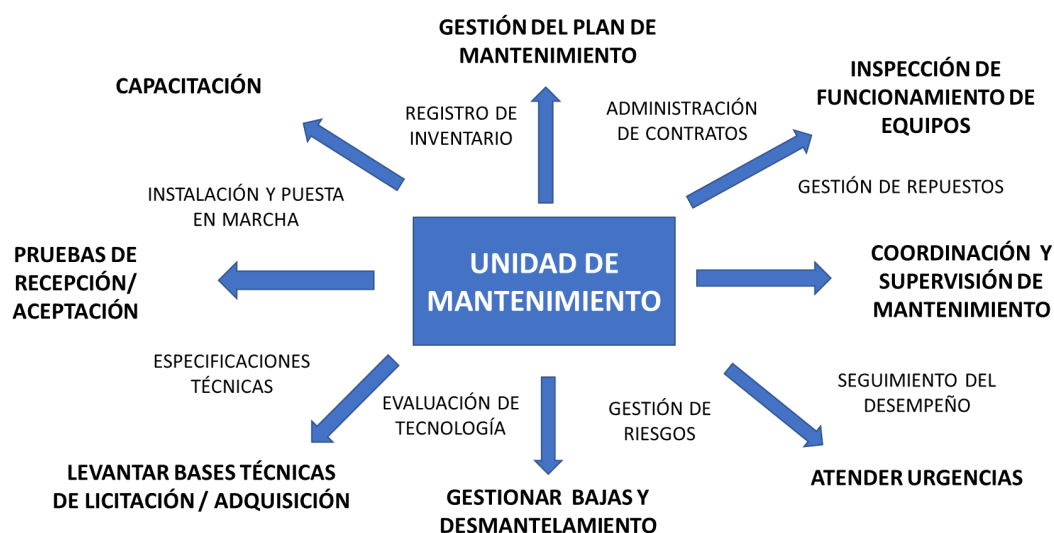 GESTIÓN DEL PLAN DE
MANTENIMIENTO
CAPACITACIÓN
INSPECCIÓN DE
FUNCIONAMIENTO DE
EQUIPOS
REGISTRO DE
INVENTARIO
ADMINISTRACIÓN
DE CONTRATOS
INSTALACIÓN Y PUESTA
EN MARCHA
GESTIÓN DE REPUESTOS
PRUEBAS DE
RECEPCIÓN/
ACEPTACIÓN
UNIDAD DE
MANTENIMIENTO
COORDINACIÓN Y
SUPERVISIÓN DE
MANTENIMIENTO
ESPECIFICACIONES
TÉCNICAS
EVALUACIÓN DE
TECNOLOGÍA
GESTIÓN DE
RIESGOS
SEGUIMIENTO DEL
DESEMPEÑO
LEVANTAR BASES TÉCNICAS
DE LICITACIÓN / ADQUISICIÓN
GESTIONAR BAJAS Y
DESMANTELAMIENTO
ATENDER URGENCIAS